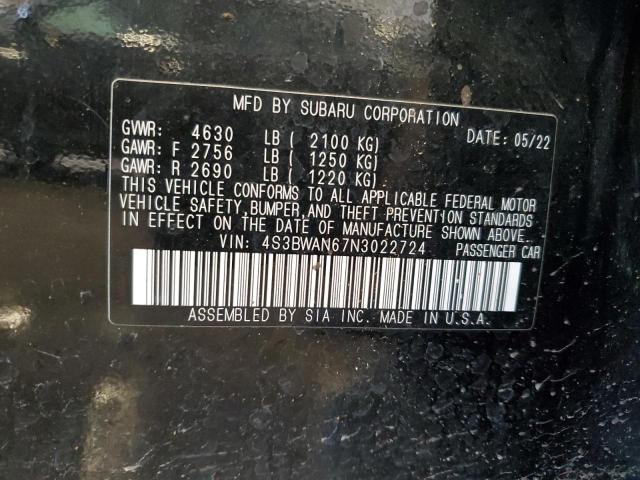 MFD BY SUBARU CORPORATION
GVWR: 4630 LB ( 2100 KG) DATE: 05/22
GAWR: F 2756 LB ( 1250 KG)
GAWR: R 2690 LB ( 1220 KG)
THIS VEHICLE CONFORMS TO ALL APPLICABLE FEDERAL MOTOR
VEHICLE SAFETY, BUMPER, AND THEFT PREVENTION STANDARDS
IN EFFECT ON THE DATE OF MANUFACTURE SHOWN ABOVE.
VIN: 4S3BWAN67N3022724 PASSENGER CAR
ASSEMBLED BY SIA INC. MADE IN U.S.A.